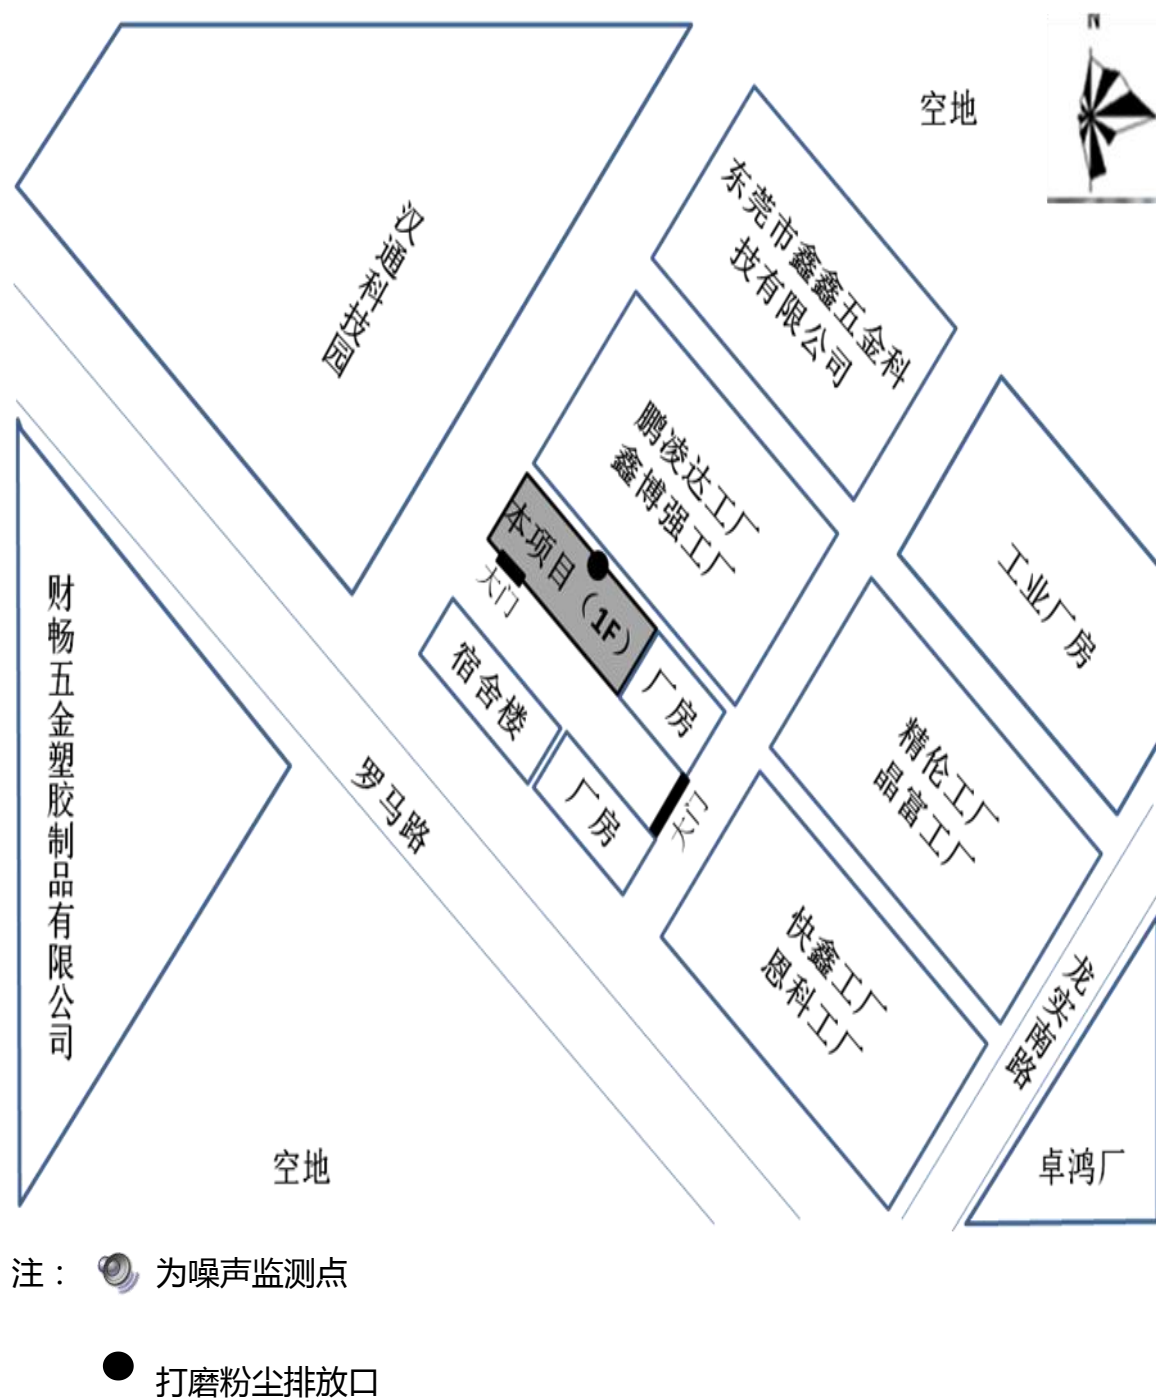 N
空地
东莞市鑫鑫五金科
技有限公司
汉通科技园
鹏凌达工厂
鑫博强工厂
本项目（1F）
大门
工业厂房
财畅五金塑胶制品有限公司
宿舍楼
厂房
厂房
大门
罗马路
精伦工厂
晶富工厂
快鑫工厂
恩科工厂
龙实南路
空地
卓鸿厂
注： 为噪声监测点
打磨粉尘排放口